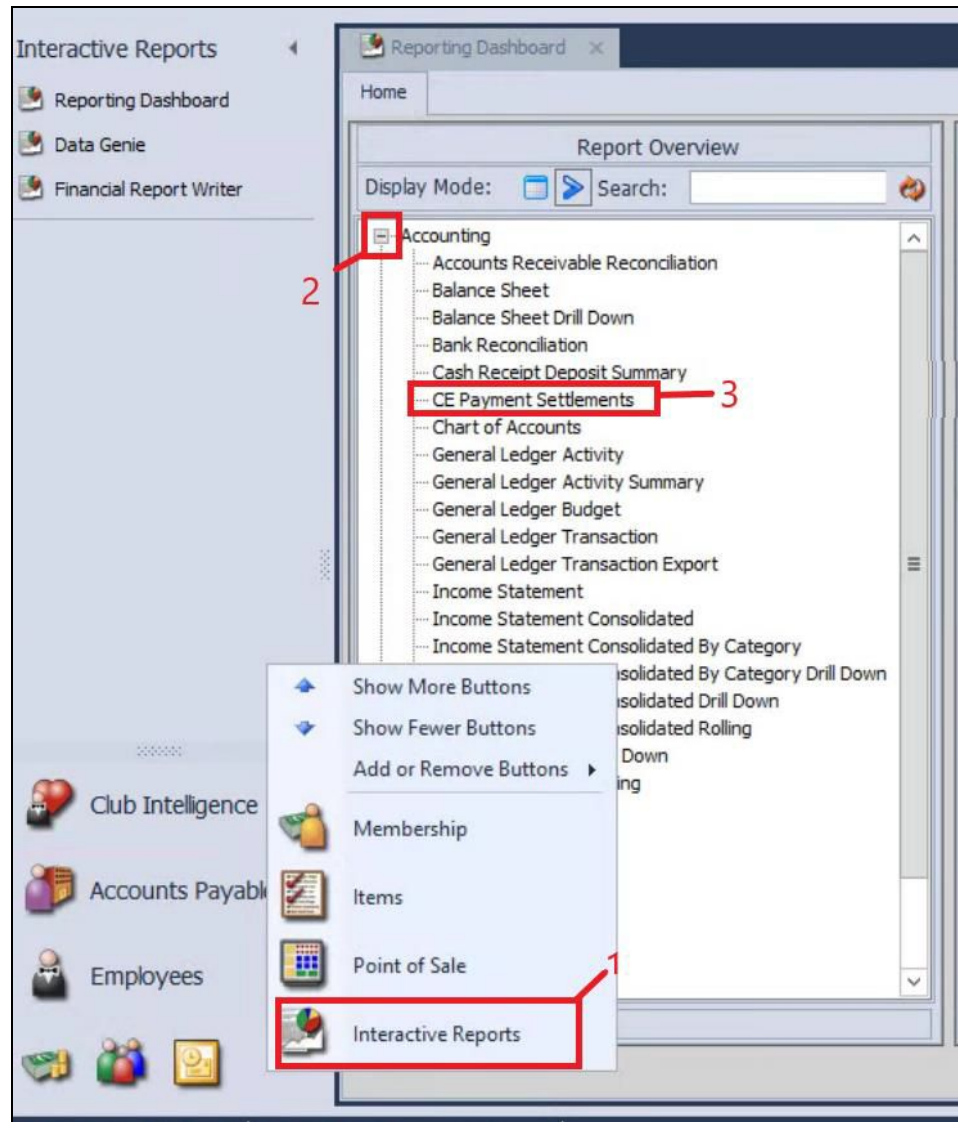 Interactive Reports
Reporting Dashboard
Data Genie
Financial Report Writer
Reporting Dashboard
Home
Report Overview
Display Mode: Search:
Accounting
2
Accounts Receivable Reconciliation
Balance Sheet
Balance Sheet Drill Down
Bank Reconciliation
Cash Receipt Deposit Summary
CE Payment Settlements
3
Chart of Accounts
General Ledger Activity
General Ledger Activity Summary
General Ledger Budget
General Ledger Transaction
General Ledger Transaction Export
Income Statement
Income Statement Consolidated
Income Statement Consolidated By Category
By Category Drill Down
Drill Down
Rolling
Down
Show More Buttons
Show Fewer Buttons
Add or Remove Buttons
Membership
Items
Point of Sale
1
Interactive Reports
Club Intelligence
Accounts
Employees